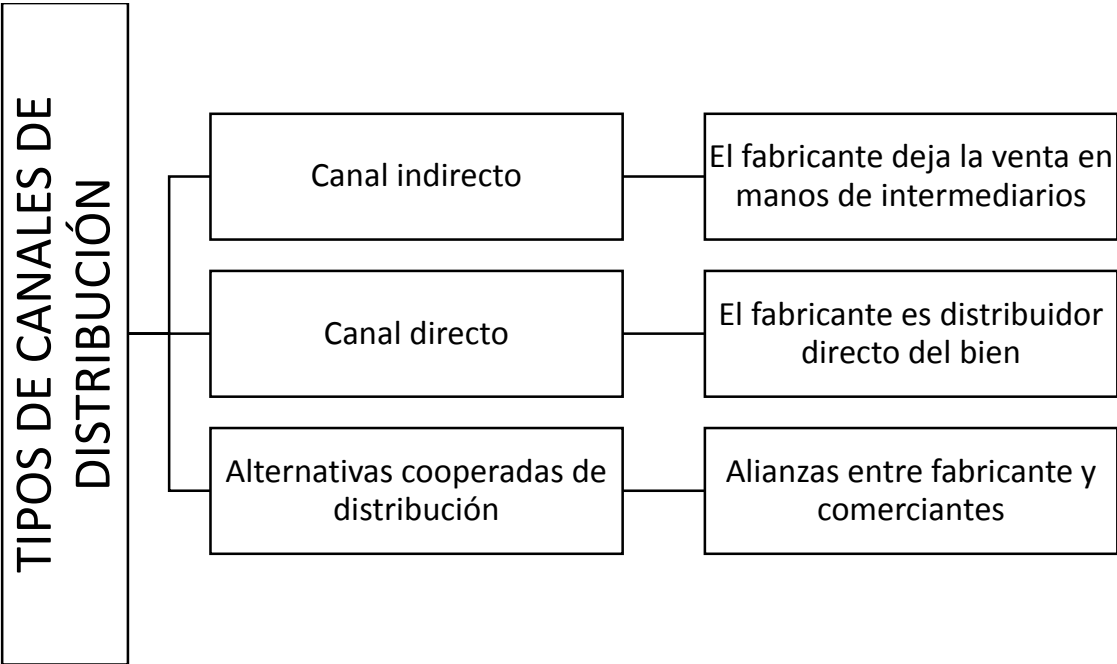 TIPOS DE CANALES DE
DISTRIBUCIÓN
Canal indirecto
El fabricante deja la venta en
manos de intermediarios
Canal directo
El fabricante es distribuidor
directo del bien
Alternativas cooperadas de
distribución
Alianzas entre fabricante y
comerciantes